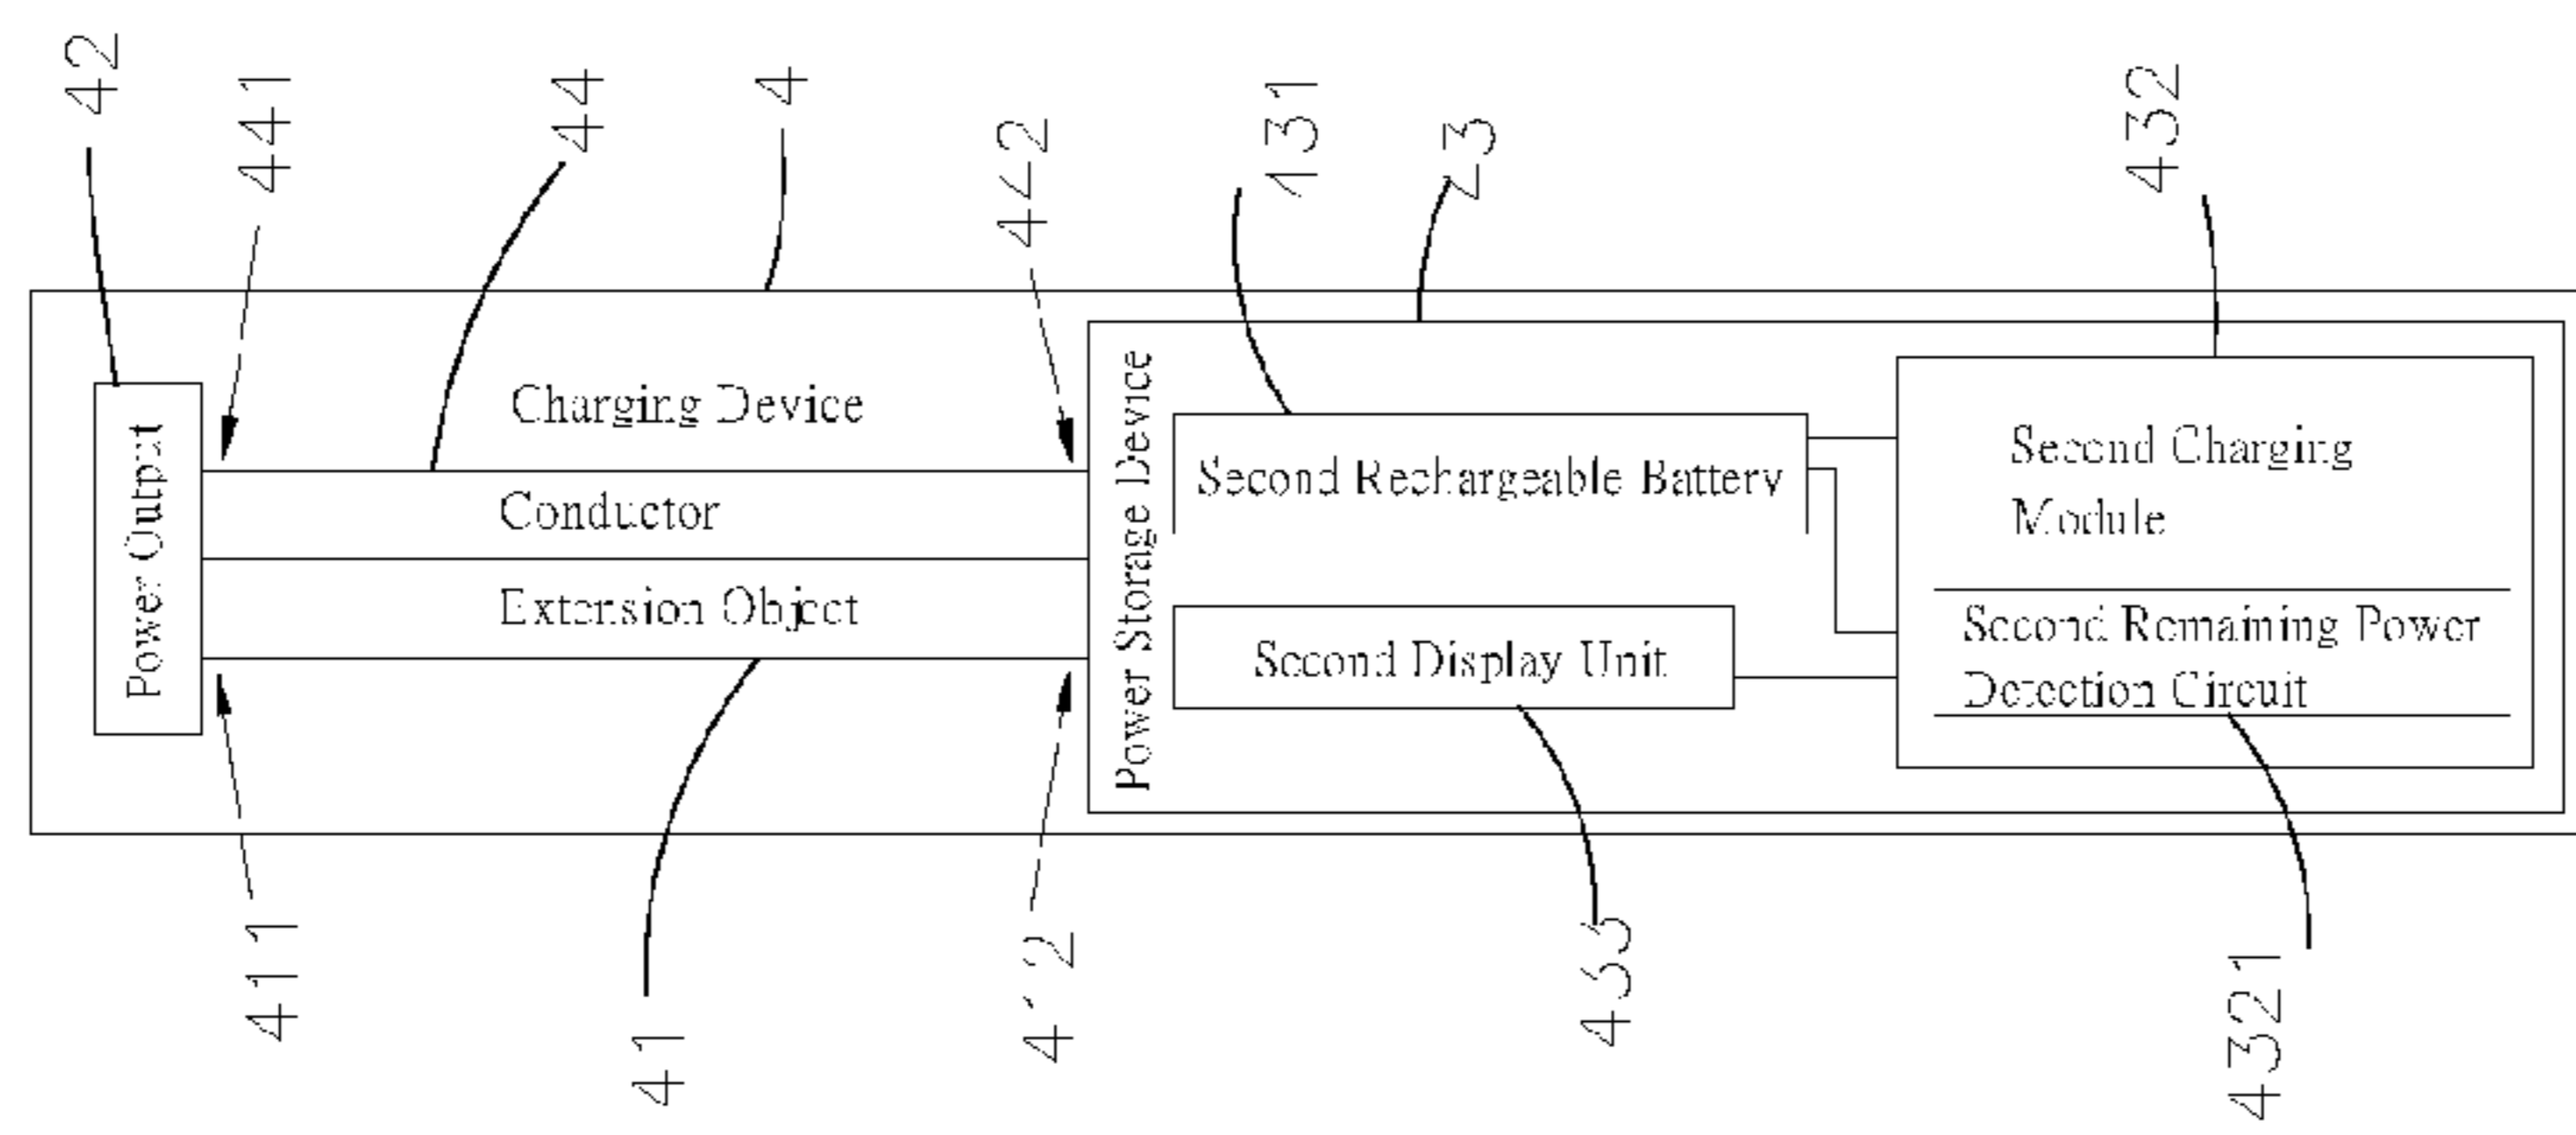 42
441
44
4
442
431
43
432
Charging Device
Power Output
Conductor
Extension Object
Power Storage Device
Second Rechargeable Battery
Second Charging
Module
Second Display Unit
Second Remaining Power
Detection Circuit
411
41
412
433
4321